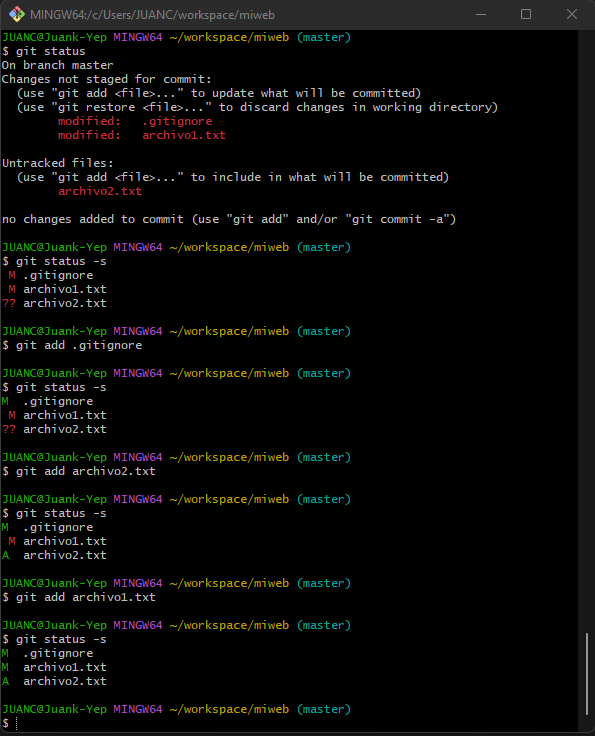 MINGW64:/c/Users/JUANC/workspace/miweb
JUANC@Juank-Yep MINGW64 ~/workspace/miweb (master)
$ git status
On branch master
Changes not staged for commit:
  (use "git add <file>..." to update what will be committed)
  (use "git restore <file>..." to discard changes in working directory)
        modified:   .gitignore
        modified:   archivo1.txt

Untracked files:
  (use "git add <file>..." to include in what will be committed)
        archivo2.txt

no changes added to commit (use "git add" and/or "git commit -a")

JUANC@Juank-Yep MINGW64 ~/workspace/miweb (master)
$ git status -s
 M .gitignore
 M archivo1.txt
?? archivo2.txt

JUANC@Juank-Yep MINGW64 ~/workspace/miweb (master)
$ git add .gitignore

JUANC@Juank-Yep MINGW64 ~/workspace/miweb (master)
$ git status -s
M  .gitignore
 M archivo1.txt
?? archivo2.txt

JUANC@Juank-Yep MINGW64 ~/workspace/miweb (master)
$ git add archivo2.txt

JUANC@Juank-Yep MINGW64 ~/workspace/miweb (master)
$ git status -s
M  .gitignore
 M archivo1.txt
A  archivo2.txt

JUANC@Juank-Yep MINGW64 ~/workspace/miweb (master)
$ git add archivo1.txt

JUANC@Juank-Yep MINGW64 ~/workspace/miweb (master)
$ git status -s
M  .gitignore
M  archivo1.txt
A  archivo2.txt

JUANC@Juank-Yep MINGW64 ~/workspace/miweb (master)
$